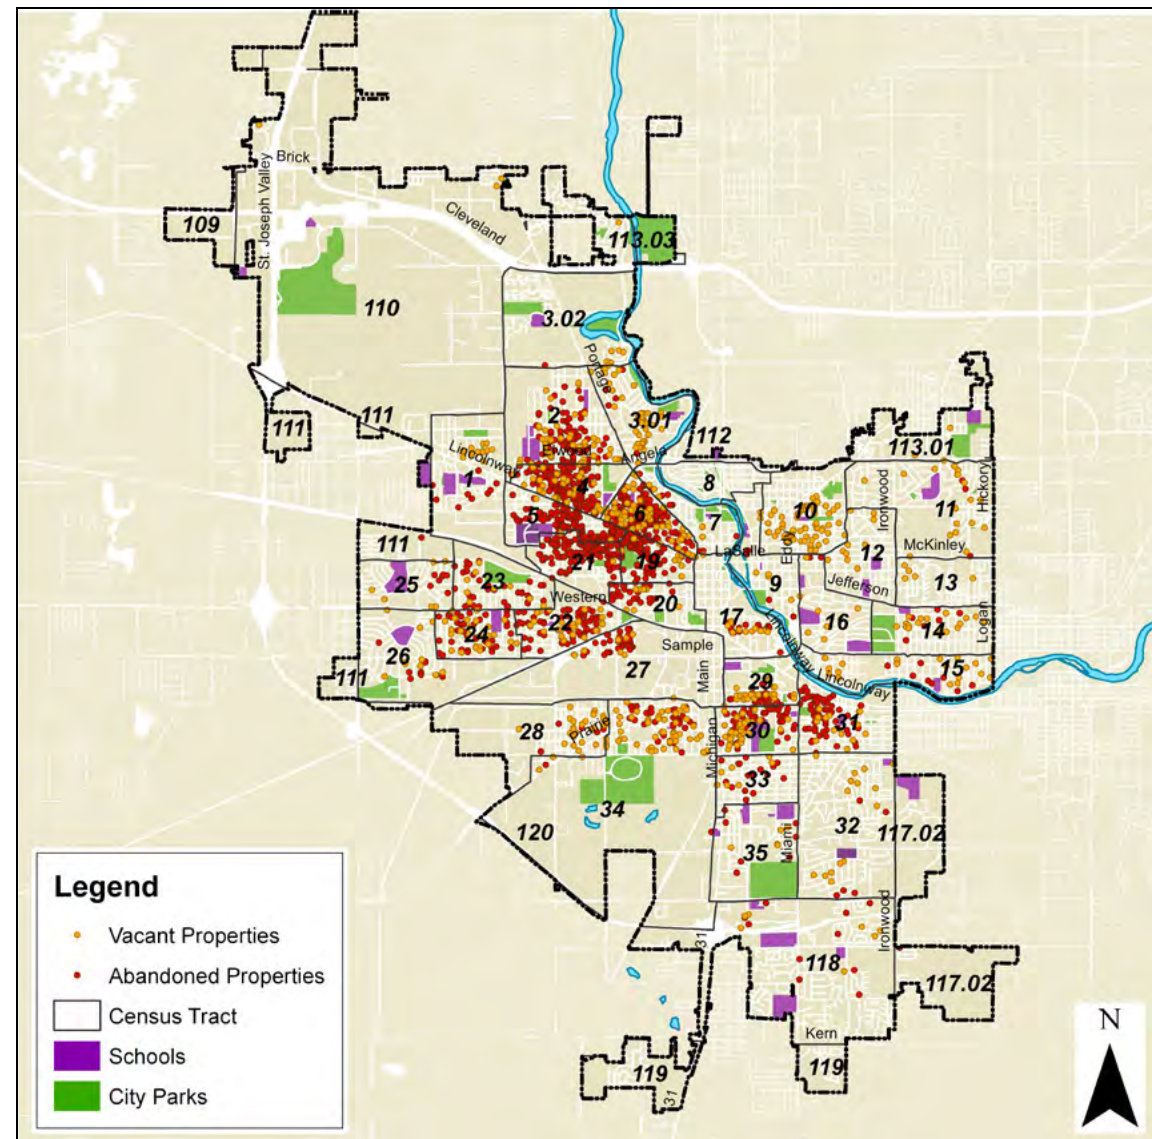 Brick
St. Joseph Valley
109
Cleveland
113.03
110
3.02
Portage
111
111
2
3.01
112
113.01
Lincolnway
Elwood
Angela
1
8
Ironwood
Hickory
4
11
5
6
7
10
111
21
19
LaSalle
Eddy
12
McKinley
25
23
9
Jefferson
13
Western
20
24
22
17
16
14
Logan
26
Sample
27
Lincolnway
Lincolnway
15
111
Main
29
28
Prairie
30
31
Michigan
33
34
32
120
117.02
35
Miami
Ironwood
31
118
117.02
Kern
119
119
31
Legend
Vacant Properties
Abandoned Properties
Census Tract
Schools
City Parks
N